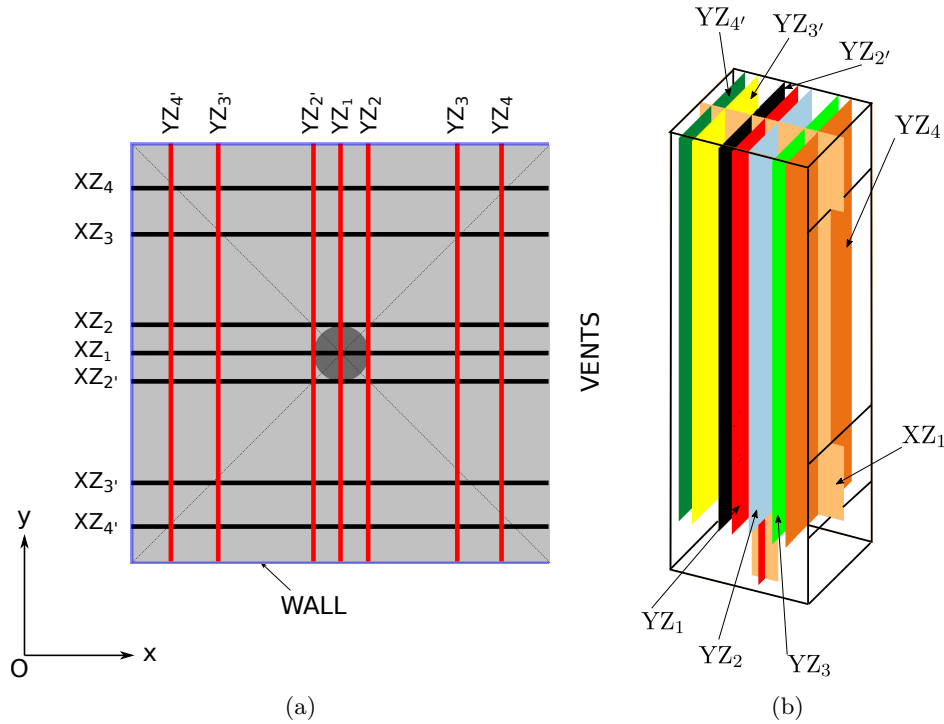 YZ4'
YZ3'
YZ2'
YZ1
YZ2
YZ3
YZ4
XZ4
XZ3
XZ2
XZ1
XZ2'
XZ3'
XZ4'
VENTS
WALL
y
x
O
(a)
YZ4'
YZ3'
YZ2'
YZ4
XZ1
YZ1
YZ2
YZ3
(b)